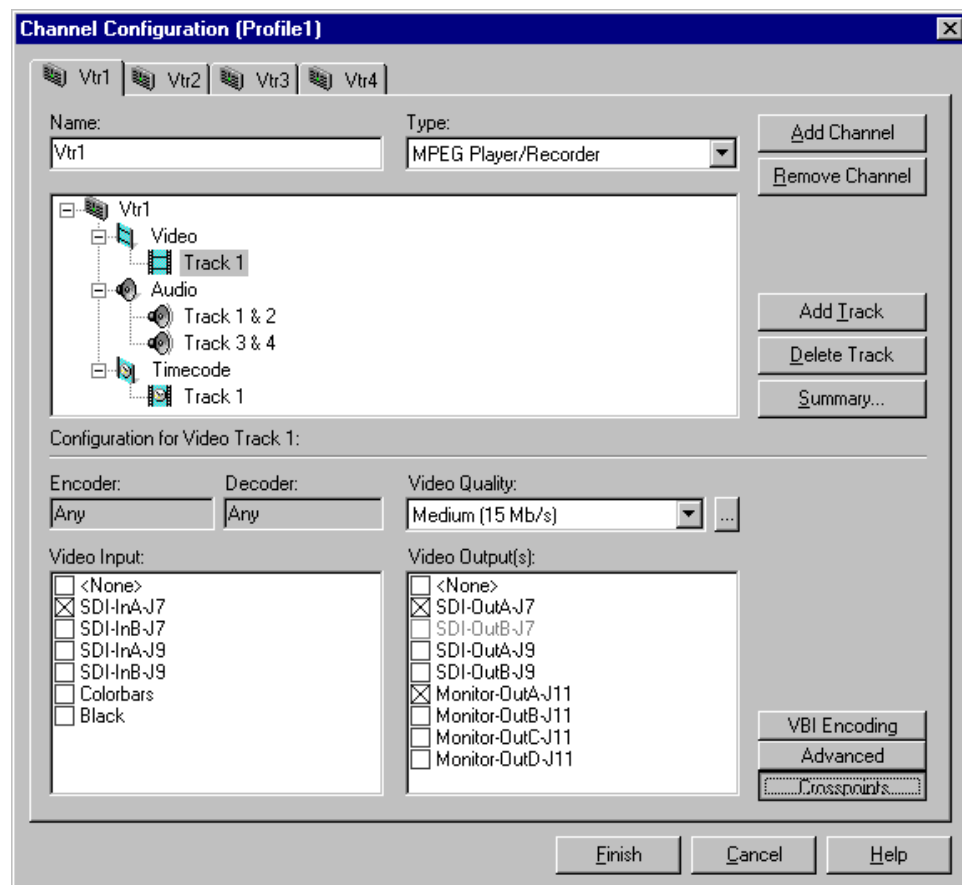 Channel Configuration (Profile1)
Vtr1 Vtr2 Vtr3 Vtr4
Name:
Vtr1
Type:
MPEG Player/Recorder
Add Channel
Remove Channel
Vtr1
Video
Track 1
Audio
Track 1 & 2
Track 3 & 4
Timecode
Track 1
Add Track
Delete Track
Summary...
Configuration for Video Track 1:
Encoder:
Any
Decoder:
Any
Video Quality:
Medium (15 Mb/s)
...
Video Input:
<None>
SDI-InA-J7
SDI-InB-J7
SDI-InA-J9
SDI-InB-J9
Colorbars
Black
Video Output(s):
<None>
SDI-OutA-J7
SDI-OutB-J7
SDI-OutA-J9
SDI-OutB-J9
Monitor-OutA-J11
Monitor-OutB-J11
Monitor-OutC-J11
Monitor-OutD-J11
VBI Encoding
Advanced
Crosspoints
Finish
Cancel
Help